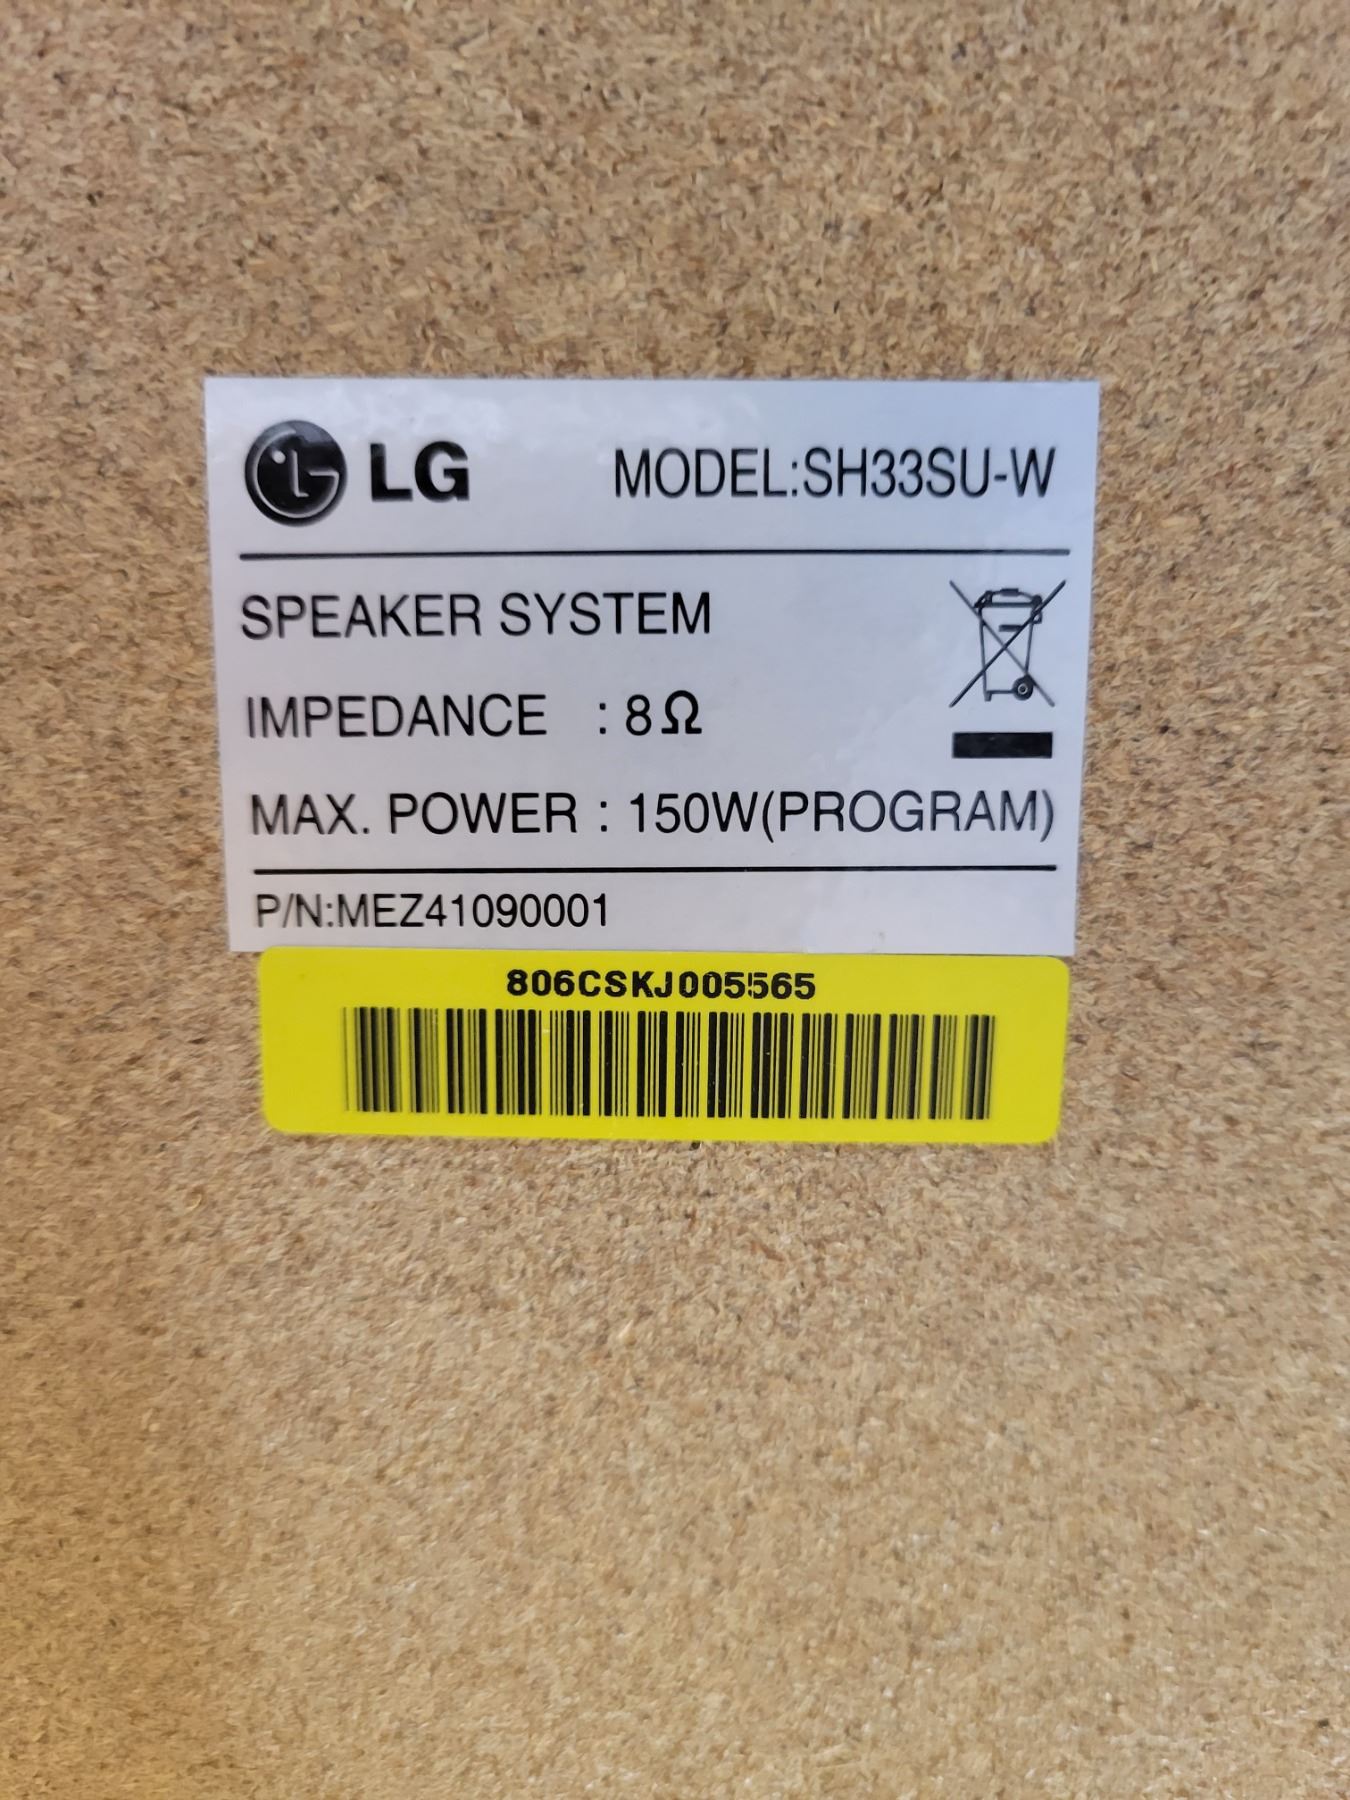 LG MODEL:SH33SU-W
SPEAKER SYSTEM
IMPEDANCE : 8Ω
MAX. POWER : 150W(PROGRAM)
P/N:MEZ41090001
806CSKJ005565